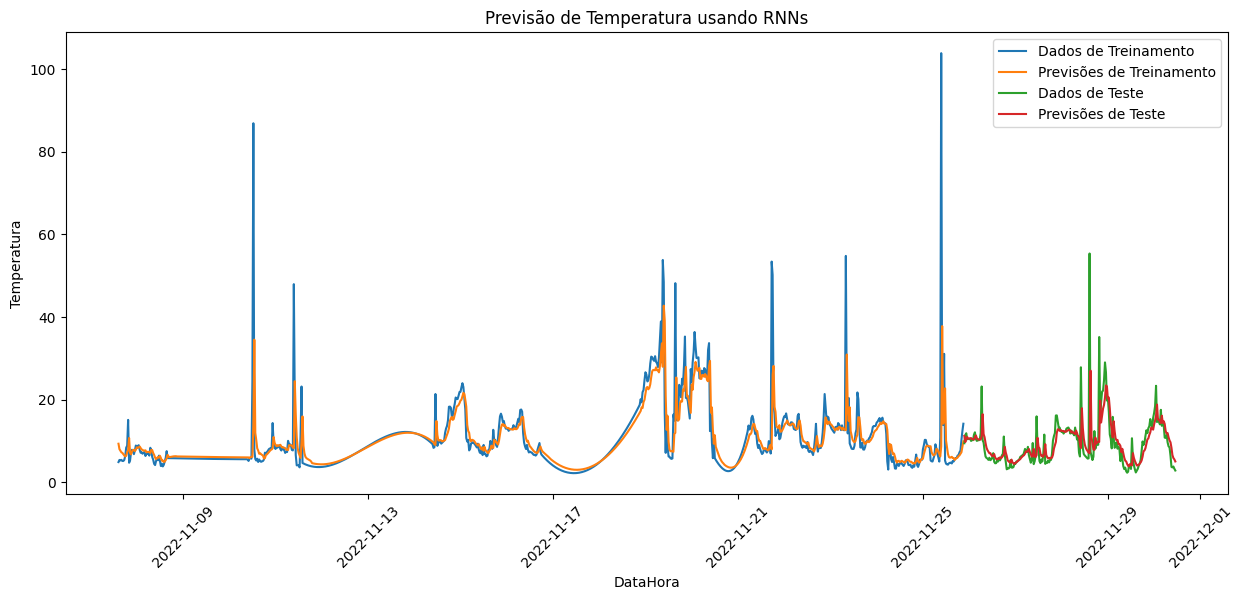 Previsão de Temperatura usando RNNs
Dados de Treinamento
Previsões de Treinamento
Dados de Teste
Previsões de Teste
Temperatura
100
80
60
40
20
0
2022-11-09
2022-11-13
2022-11-17
2022-11-21
2022-11-25
2022-11-29
2022-12-01
DataHora